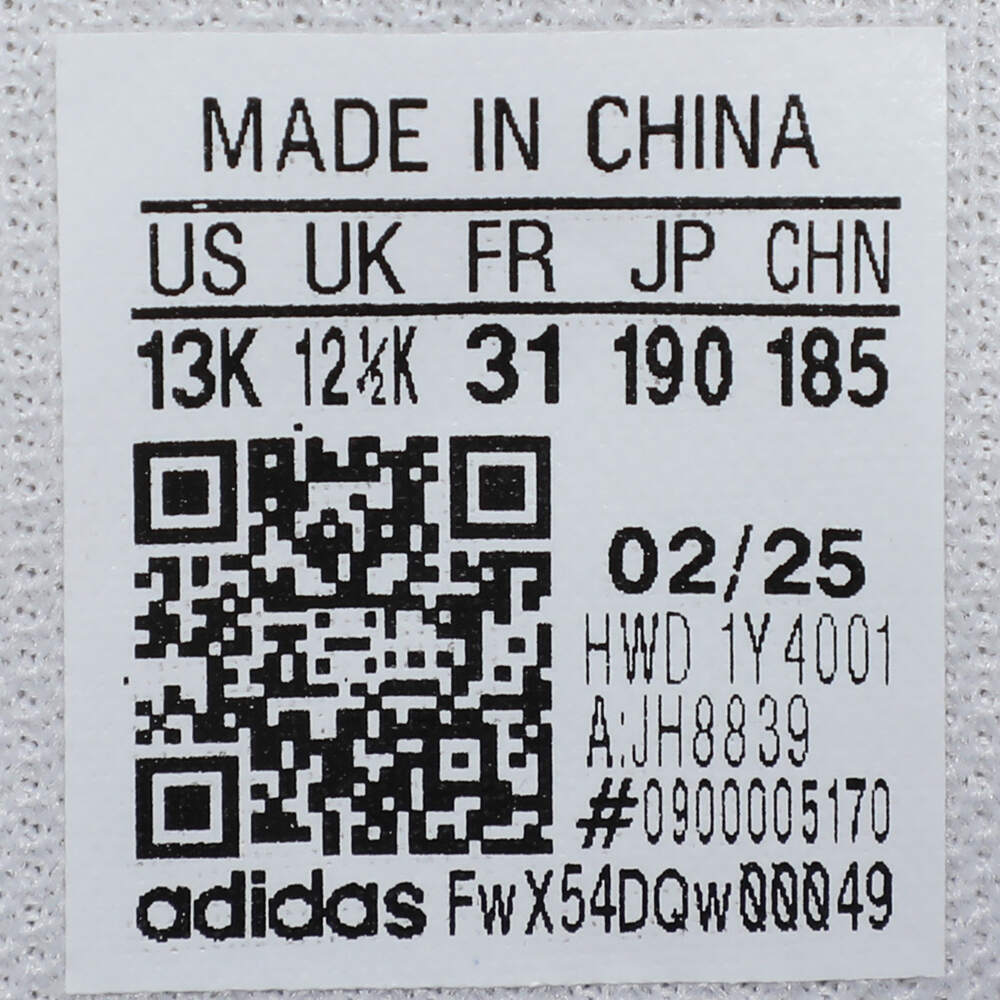 MADE IN CHINA
US UK FR JP CHN
13K 12½K 31 190 185
02/25
HWD 1Y4001
A:JH8839
#0900005170
adidas FwX54DQw00049